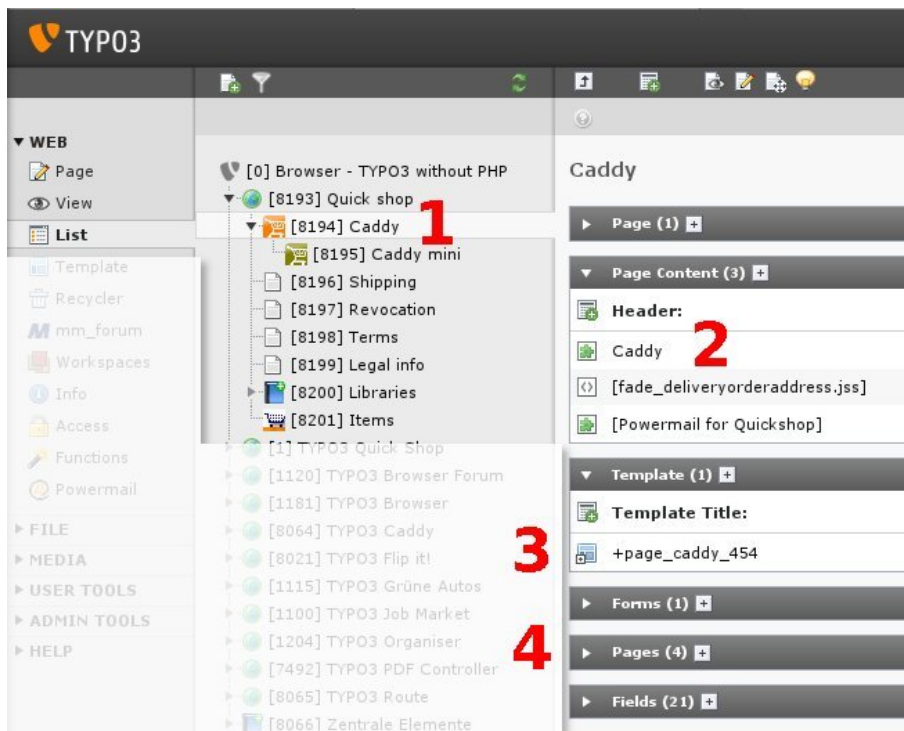 TYPO3
WEB
Page
View
List
Template
Recycler
mm_forum
Workspaces
Info
Access
Functions
Powermail
FILE
MEDIA
USER TOOLS
ADMIN TOOLS
HELP
[0] Browser - TYPO3 without PHP
[8193] Quick shop
[8194] Caddy
1
[8195] Caddy mini
[8196] Shipping
[8197] Revocation
[8198] Terms
[8199] Legal info
[8200] Libraries
[8201] Items
[1] TYPO3 Quick Shop
[1120] TYPO3 Browser Forum
[1181] TYPO3 Browser
[8064] TYPO3 Caddy
[8021] TYPO3 Flip it!
[1115] TYPO3 Grüne Autos
[1100] TYPO3 Job Market
[1204] TYPO3 Organiser
[7492] TYPO3 PDF Controller
[8065] TYPO3 Route
[8066] Zentrale Elemente
Caddy
Page (1)
Page Content (3)
Header:
Caddy
2
[fade_deliveryorderaddress.jss]
[Powermail for Quickshop]
Template (1)
Template Title:
3
+page_caddy_454
Forms (1)
4
Pages (4)
Fields (21)